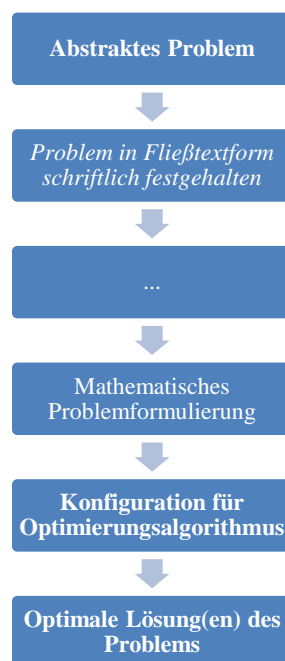 Abstraktes Problem
Problem in Fließtextform
schriftlich festgehalten
...
Mathematisches
Problemformulierung
Konfiguration für
Optimierungsalgorithmus
Optimale Lösung(en) des
Problems